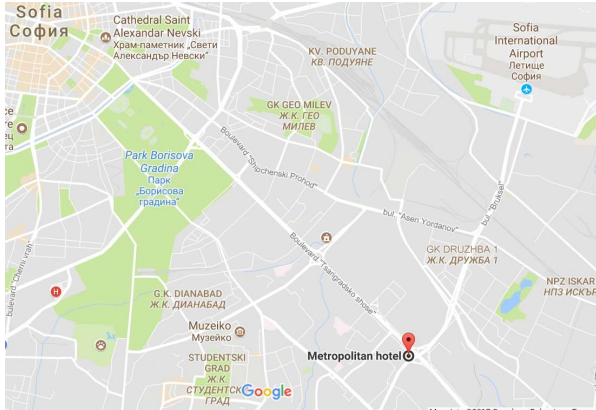 Sofia
София
Cathedral Saint
Alexandar Nevski
Храм-паметник „Свети
Александър Невски“
KV. PODUYANE
КВ. ПОДУЯНЕ
Sofia
International
Airport
Летище
София
GK GEO MILEV
Ж.К. ГЕО
МИЛЕВ
Park Borisova
Gradina
Парк
„Борисова
градина“
Boulevard "Shipchenski Prohod"
bul. "Asen Yordanov"
bul. "Bruksel"
Boulevard "Tsarigradsko shose"
bulevard "Cherni vrah"
GK DRUZHBA 1
Ж.К. ДРУЖБА 1
NPZ ISKAR
НПЗ ИСКЪР
H
G.K. DIANABAD
Ж.К. ДИАНАБАД
Muzeiko
Музейко
Metropolitan hotel
STUDENTSKI
GRAD
Ж.К.
СТУДЕНТСК
ГРАД
Google